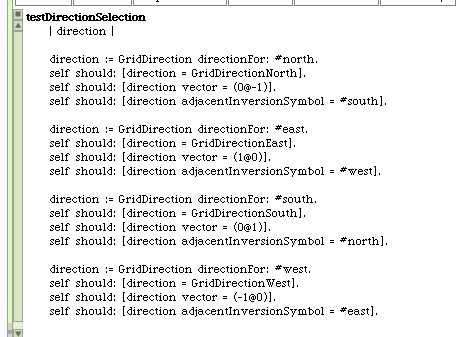 testDirectionSelection
| direction |
direction := GridDirection directionFor: #north.
self should: [direction = GridDirectionNorth].
self should: [direction vector = (0@-1)].
self should: [direction adjacentInversionSymbol = #south].
direction := GridDirection directionFor: #east.
self should: [direction = GridDirectionEast].
self should: [direction vector = (1@0)].
self should: [direction adjacentInversionSymbol = #west].
direction := GridDirection directionFor: #south.
self should: [direction = GridDirectionSouth].
self should: [direction vector = (0@1)].
self should: [direction adjacentInversionSymbol = #north].
direction := GridDirection directionFor: #west.
self should: [direction = GridDirectionWest].
self should: [direction vector = (-1@0)].
self should: [direction adjacentInversionSymbol = #east].